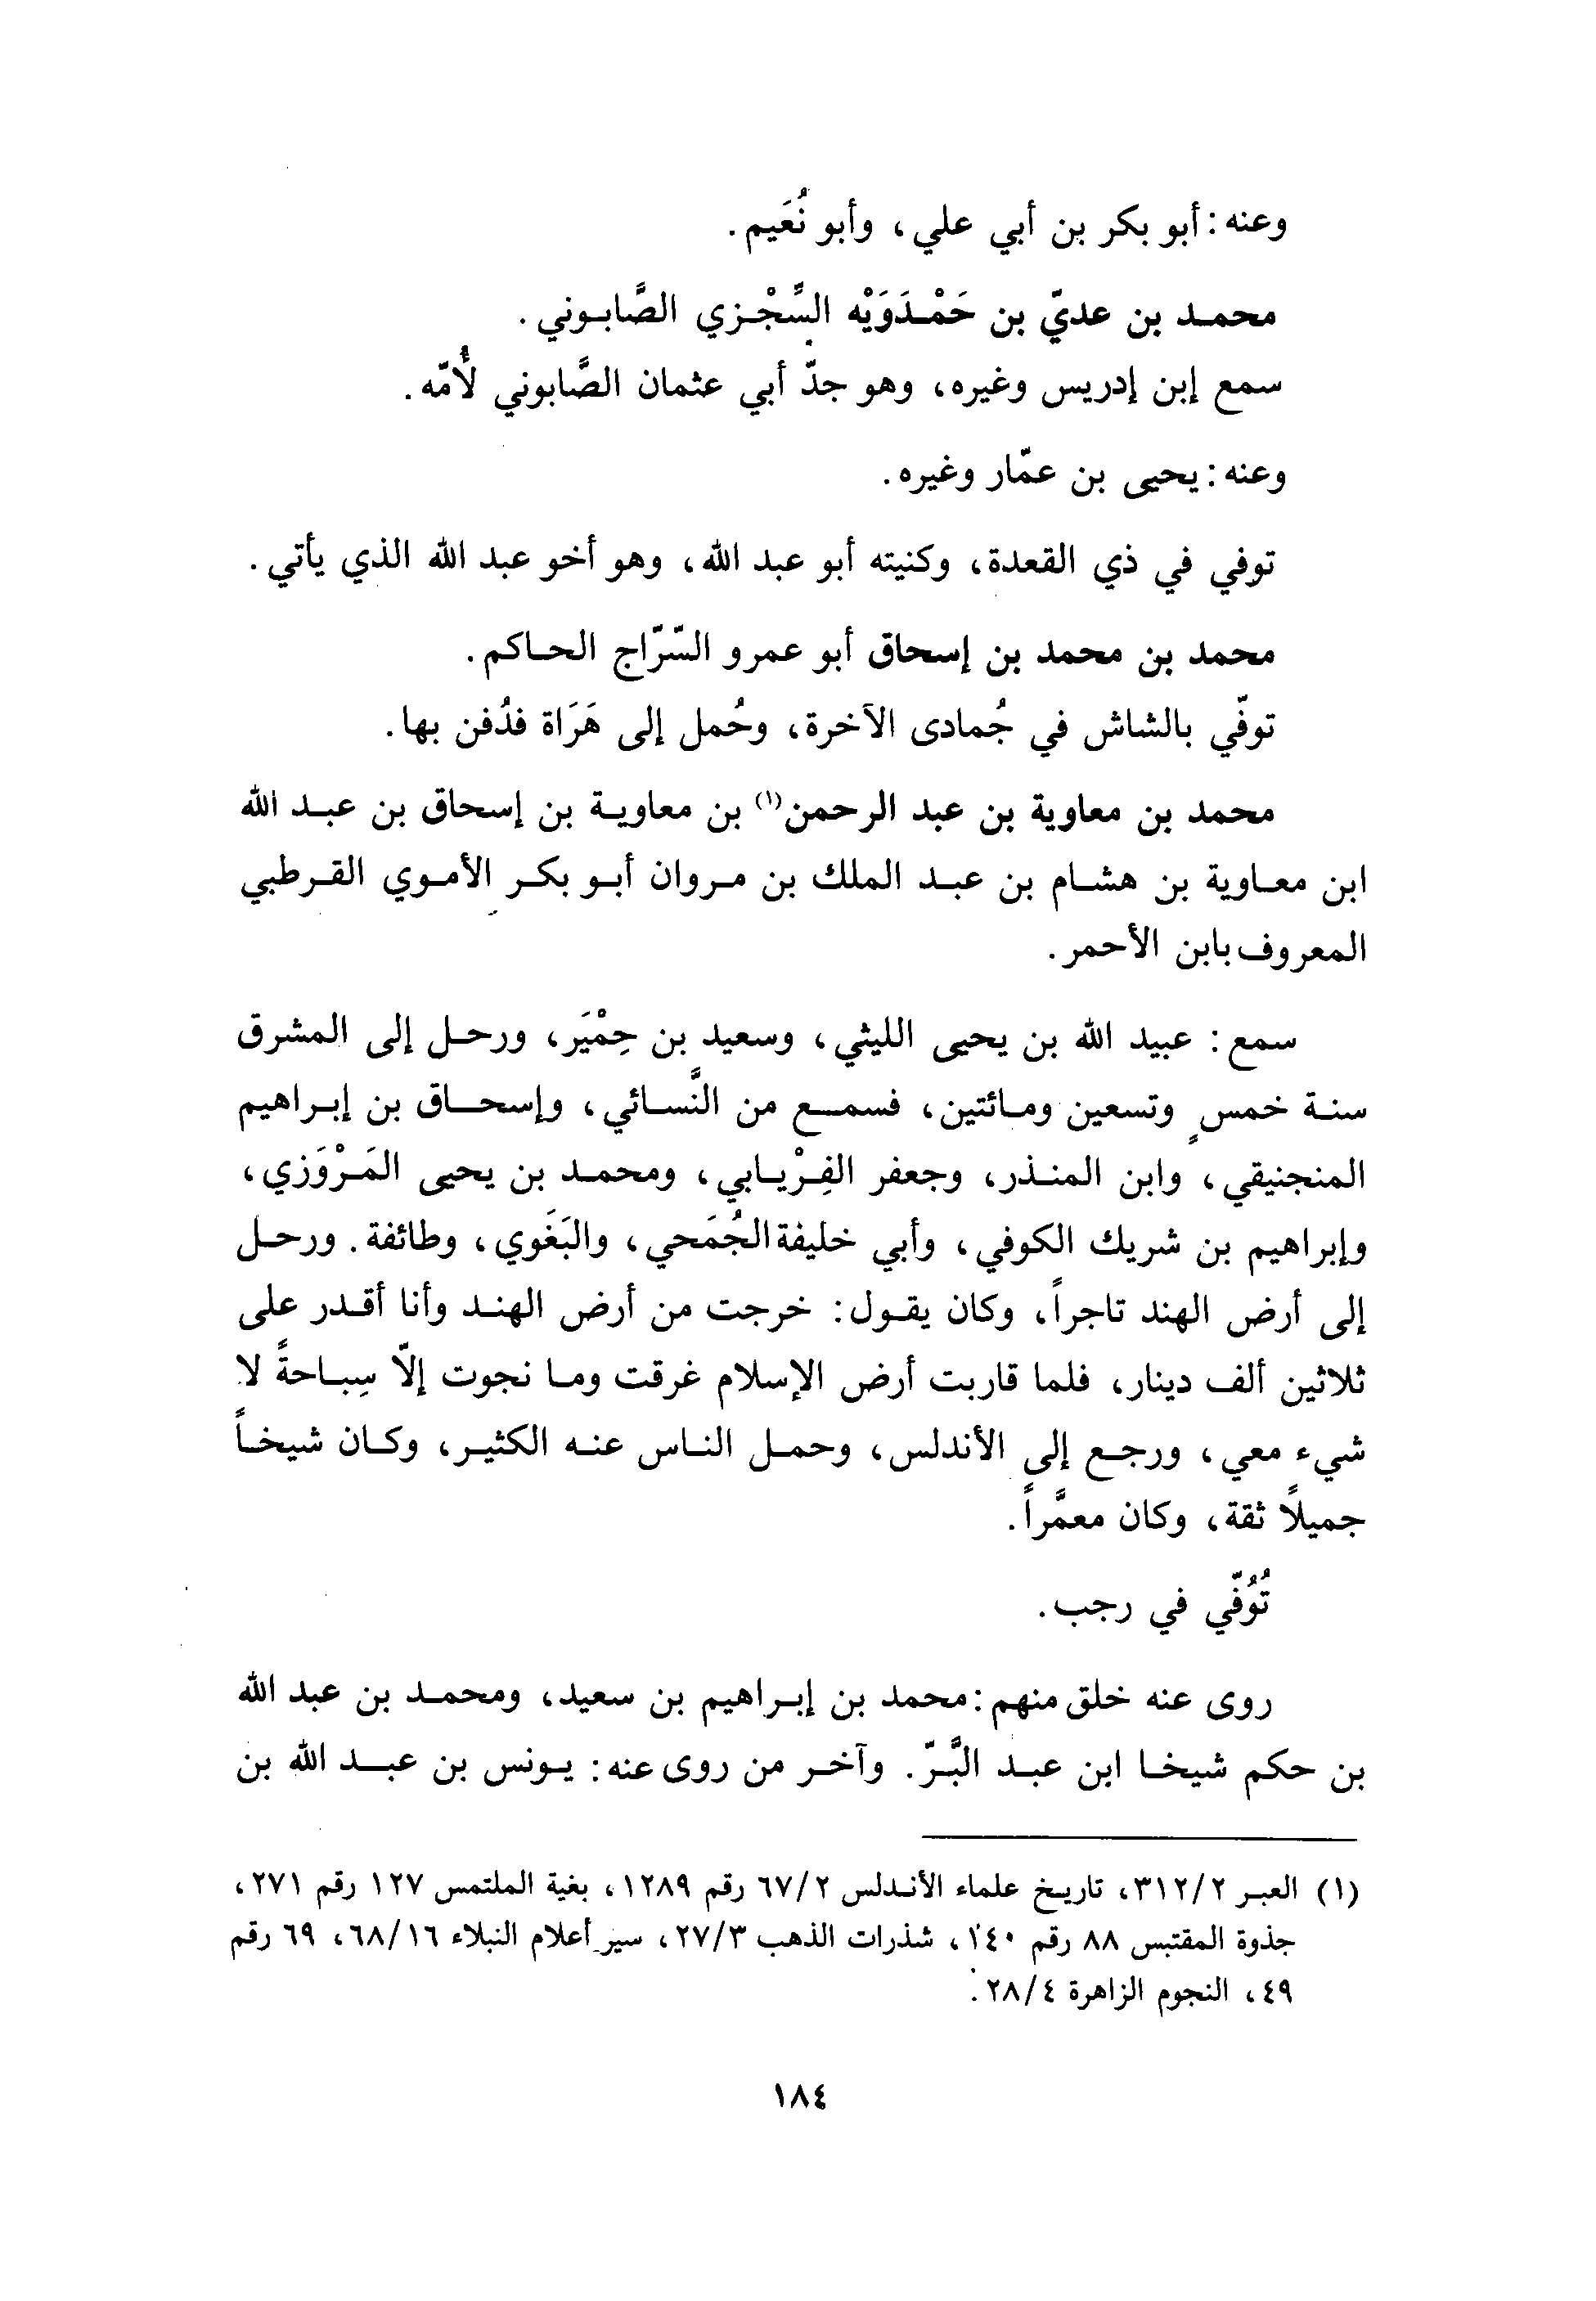 وعنه: أبو بكر بن أبي علي، وأبو نُعَيم.
محمد بن عديّ بن حَمْدَوَيْه السِّجْزي الصَّابوني.
سمع إبن إدريس وغيره، وهو جدّ أبي عثمان الصَّابوني لأُمّه.
وعنه: يحيى بن عمّار وغيره.
توفي في ذي القعدة، وكنيته أبو عبد الله، وهو أخو عبد الله الذي يأتي.
محمد بن محمد بن إسحاق أبو عمرو السّرّاج الحاكم.
توفّي بالشاش في جُمادى الآخرة، وحُمل إلى هَرَاة فدُفن بها.
محمد بن معاوية بن عبد الرحمن(١) بن معاوية بن إسحاق بن عبد الله
ابن معاوية بن هشام بن عبد الملك بن مروان أبو بكر الأموي القرطبي
المعروف بابن الأحمر.
سمع: عبيد الله بن يحيى الليثي، وسعيد بن حِمْيَر، ورحل إلى المشرق
سنة خمسٍ وتسعين ومائتين، فسمع من النَّسائي، وإسحاق بن إبراهيم
المنجنيقي، وابن المنذر، وجعفر الفِرْيابي، ومحمد بن يحيى المَرْوَزي،
وإبراهيم بن شريك الكوفي، وأبي خليفة الجُمَحي، والبَغَوي، وطائفة. ورحل
إلى أرض الهند تاجراً، وكان يقول: خرجت من أرض الهند وأنا أقدر على
ثلاثين ألف دينار، فلما قاربت أرض الإسلام غرقت وما نجوت إلّا سِباحةً لا
شيء معي، ورجع إلى الأندلس، وحمل الناس عنه الكثير، وكان شيخاً
جميلاً ثقة، وكان معمَّراً.
تُوُفّي في رجب.
روى عنه خلق منهم: محمد بن إبراهيم بن سعيد، ومحمد بن عبد الله
بن حكم شيخا ابن عبد البَّرّ. وآخر من روى عنه: يونس بن عبد الله بن
(١) العبر ٣١٢/٢، تاريخ علماء الأندلس ٦٧/٢ رقم ١٢٨٩، بغية الملتمس ١٢٧ رقم ٢٧١،
جذوة المقتبس ٨٨ رقم ١٤٠، شذرات الذهب ٢٧/٣، سير أعلام النبلاء ٦٨/١٦، ٦٩ رقم
٤٩، النجوم الزاهرة ٢٨/٤.
١٨٤